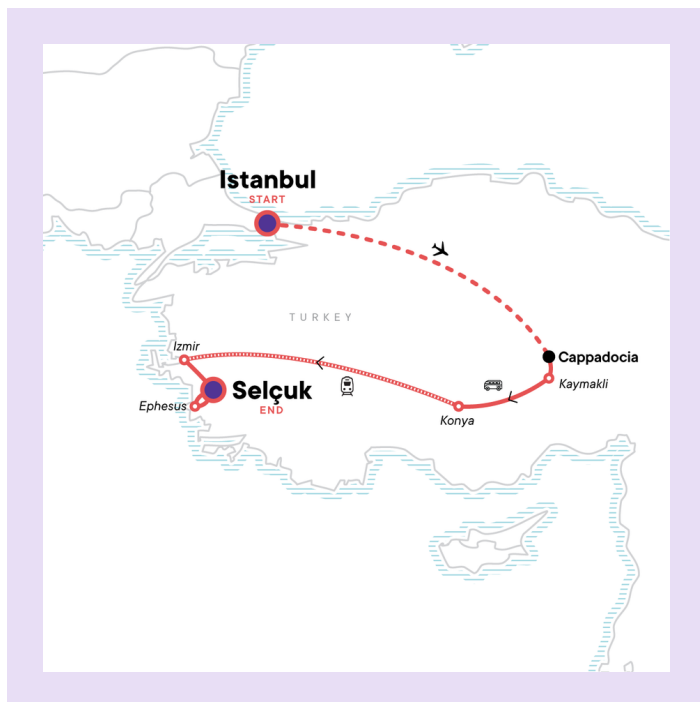 Istanbul
START
TURKEY
Izmir
Cappadocia
Kaymakli
Selçuk
END
Ephesus
Konya